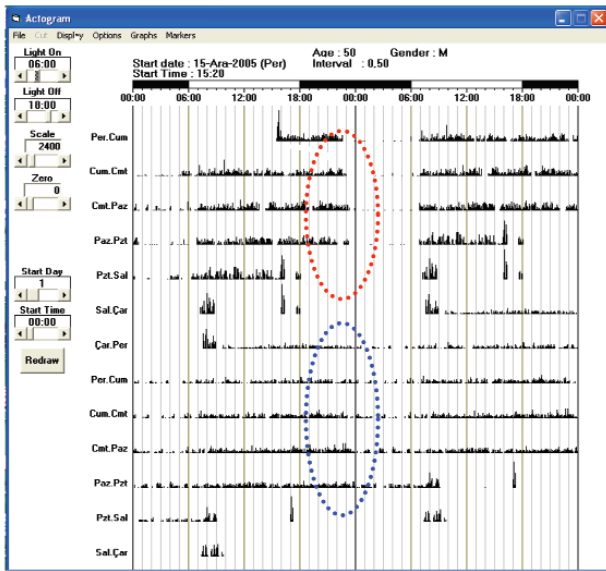 Actogram
File Cut Display Options Graphs Markers
Light On
06:00
Light Off
18:00
Scale
2400
Zero
0
Start Day
1
Start Time
00:00
Redraw
Age : 50 Gender : M
Start date : 15-Ara-2005 (Per) Interval : 0,50
Start Time : 15:20
00:00 06:00 12:00 18:00 00:00 06:00 12:00 18:00 00:00
Per.Cum
Cum.Cmt
Cmt.Paz
Paz.Pzt
Pzt.Sal
Sal.Çar
Çar.Per
Per.Cum
Cum.Cmt
Cmt.Paz
Paz.Pzt
Pzt.Sal
Sal.Çar